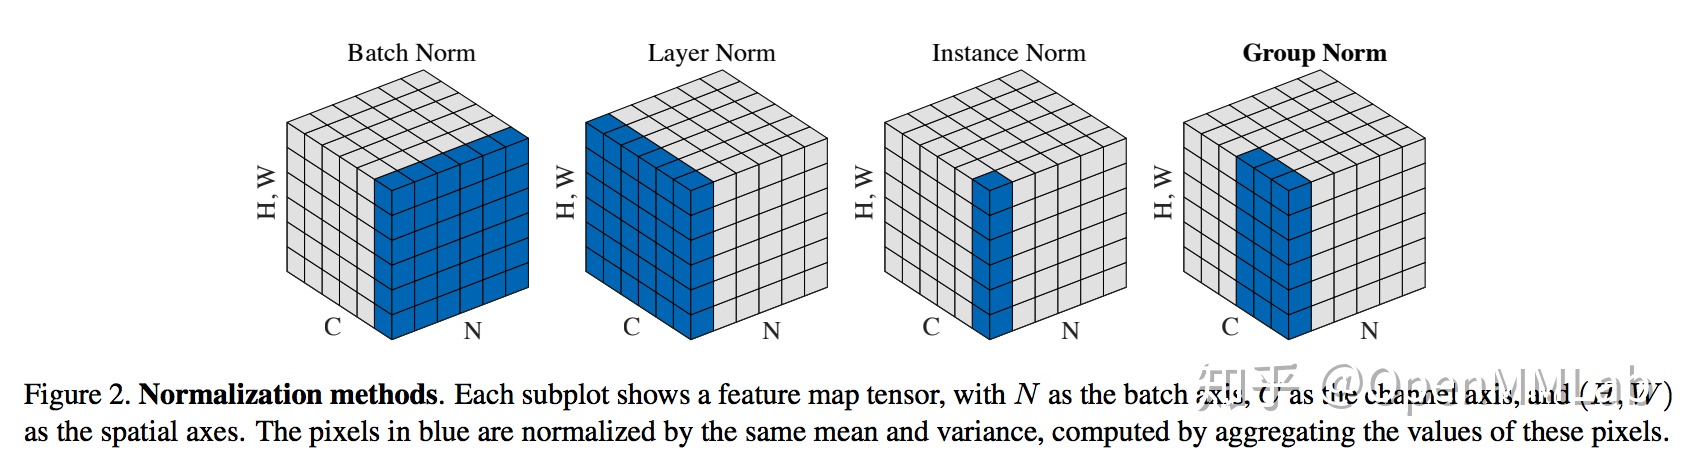 Batch Norm
Layer Norm
Instance Norm
Group Norm
H, W
C
N
H, W
C
N
H, W
C
N
H, W
C
N
Figure 2. Normalization methods. Each subplot shows a feature map tensor, with N as the batch axis, C as the channel axis, and (H, W)
as the spatial axes. The pixels in blue are normalized by the same mean and variance, computed by aggregating the values of these pixels.
知乎 @OpenMMLab